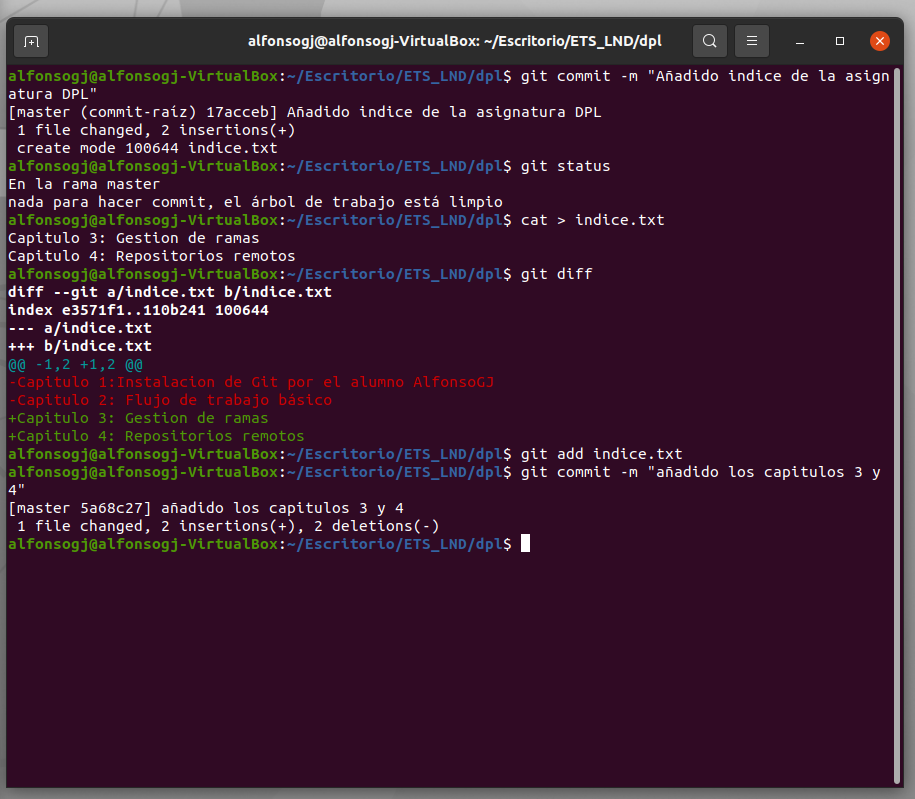 alfonsogj@alfonsogj-VirtualBox: ~/Escritorio/ETS_LND/dpl
alfonsogj@alfonsogj-VirtualBox:~/Escritorio/ETS_LND/dpl$ git commit -m "Añadido indice de la asign
atura DPL"
[master (commit-raíz) 17acceb] Añadido indice de la asignatura DPL
 1 file changed, 2 insertions(+)
 create mode 100644 indice.txt
alfonsogj@alfonsogj-VirtualBox:~/Escritorio/ETS_LND/dpl$ git status
En la rama master
nada para hacer commit, el árbol de trabajo está limpio
alfonsogj@alfonsogj-VirtualBox:~/Escritorio/ETS_LND/dpl$ cat > indice.txt
Capitulo 3: Gestion de ramas
Capitulo 4: Repositorios remotos
alfonsogj@alfonsogj-VirtualBox:~/Escritorio/ETS_LND/dpl$ git diff
diff --git a/indice.txt b/indice.txt
index e3571f1..110b241 100644
--- a/indice.txt
+++ b/indice.txt
@@ -1,2 +1,2 @@
-Capitulo 1:Instalacion de Git por el alumno AlfonsoGJ
-Capitulo 2: Flujo de trabajo básico
+Capitulo 3: Gestion de ramas
+Capitulo 4: Repositorios remotos
alfonsogj@alfonsogj-VirtualBox:~/Escritorio/ETS_LND/dpl$ git add indice.txt
alfonsogj@alfonsogj-VirtualBox:~/Escritorio/ETS_LND/dpl$ git commit -m "añadido los capitulos 3 y
4"
[master 5a68c27] añadido los capitulos 3 y 4
 1 file changed, 2 insertions(+), 2 deletions(-)
alfonsogj@alfonsogj-VirtualBox:~/Escritorio/ETS_LND/dpl$